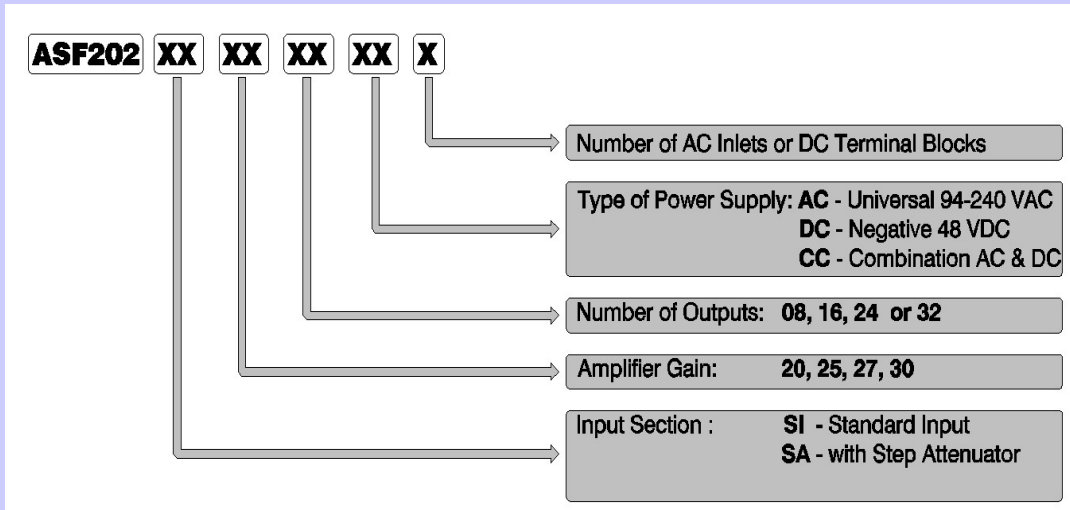 ASF202 XX XX XX XX X
Number of AC Inlets or DC Terminal Blocks
Type of Power Supply: AC - Universal 94-240 VAC
DC - Negative 48 VDC
CC - Combination AC & DC
Number of Outputs: 08, 16, 24 or 32
Amplifier Gain: 20, 25, 27, 30
Input Section : SI - Standard Input
SA - with Step Attenuator